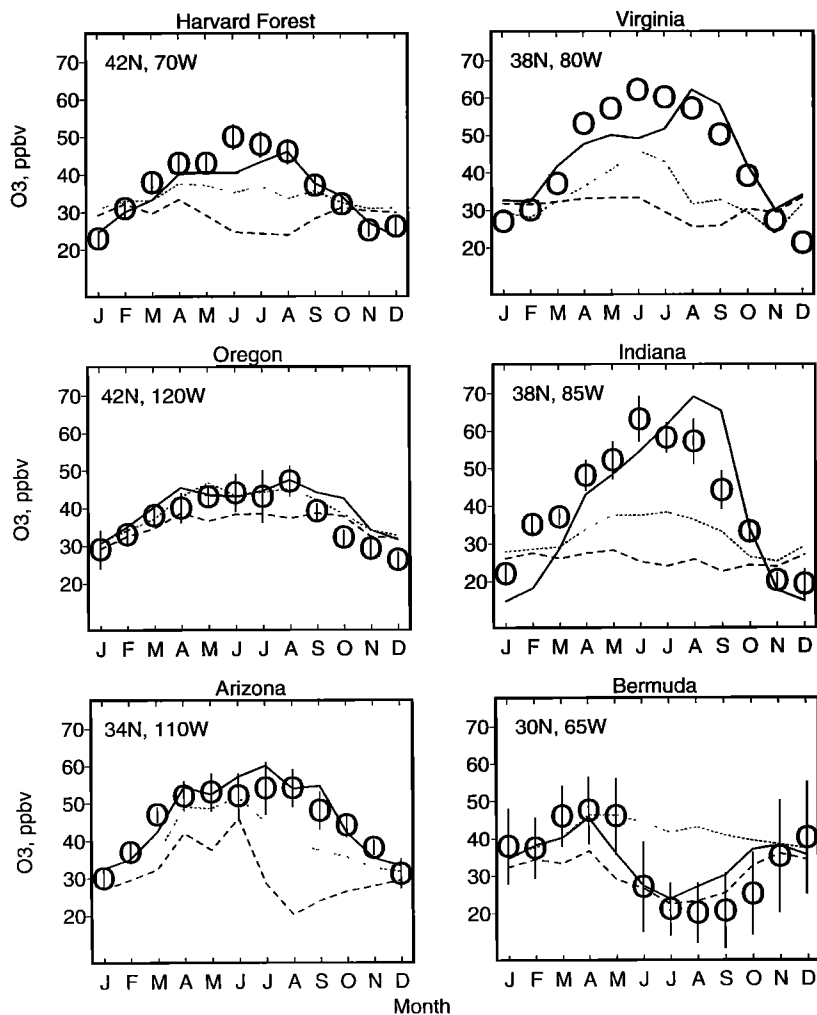 Harvard Forest
42N, 70W
O3, ppbv
70
60
50
40
30
20
J F M A M J J A S O N D
Virginia
38N, 80W
70
60
50
40
30
20
J F M A M J J A S O N D
Oregon
42N, 120W
O3, ppbv
70
60
50
40
30
20
J F M A M J J A S O N D
Indiana
38N, 85W
70
60
50
40
30
20
J F M A M J J A S O N D
Arizona
34N, 110W
O3, ppbv
70
60
50
40
30
20
J F M A M J J A S O N D
Bermuda
30N, 65W
70
60
50
40
30
20
J F M A M J J A S O N D
Month